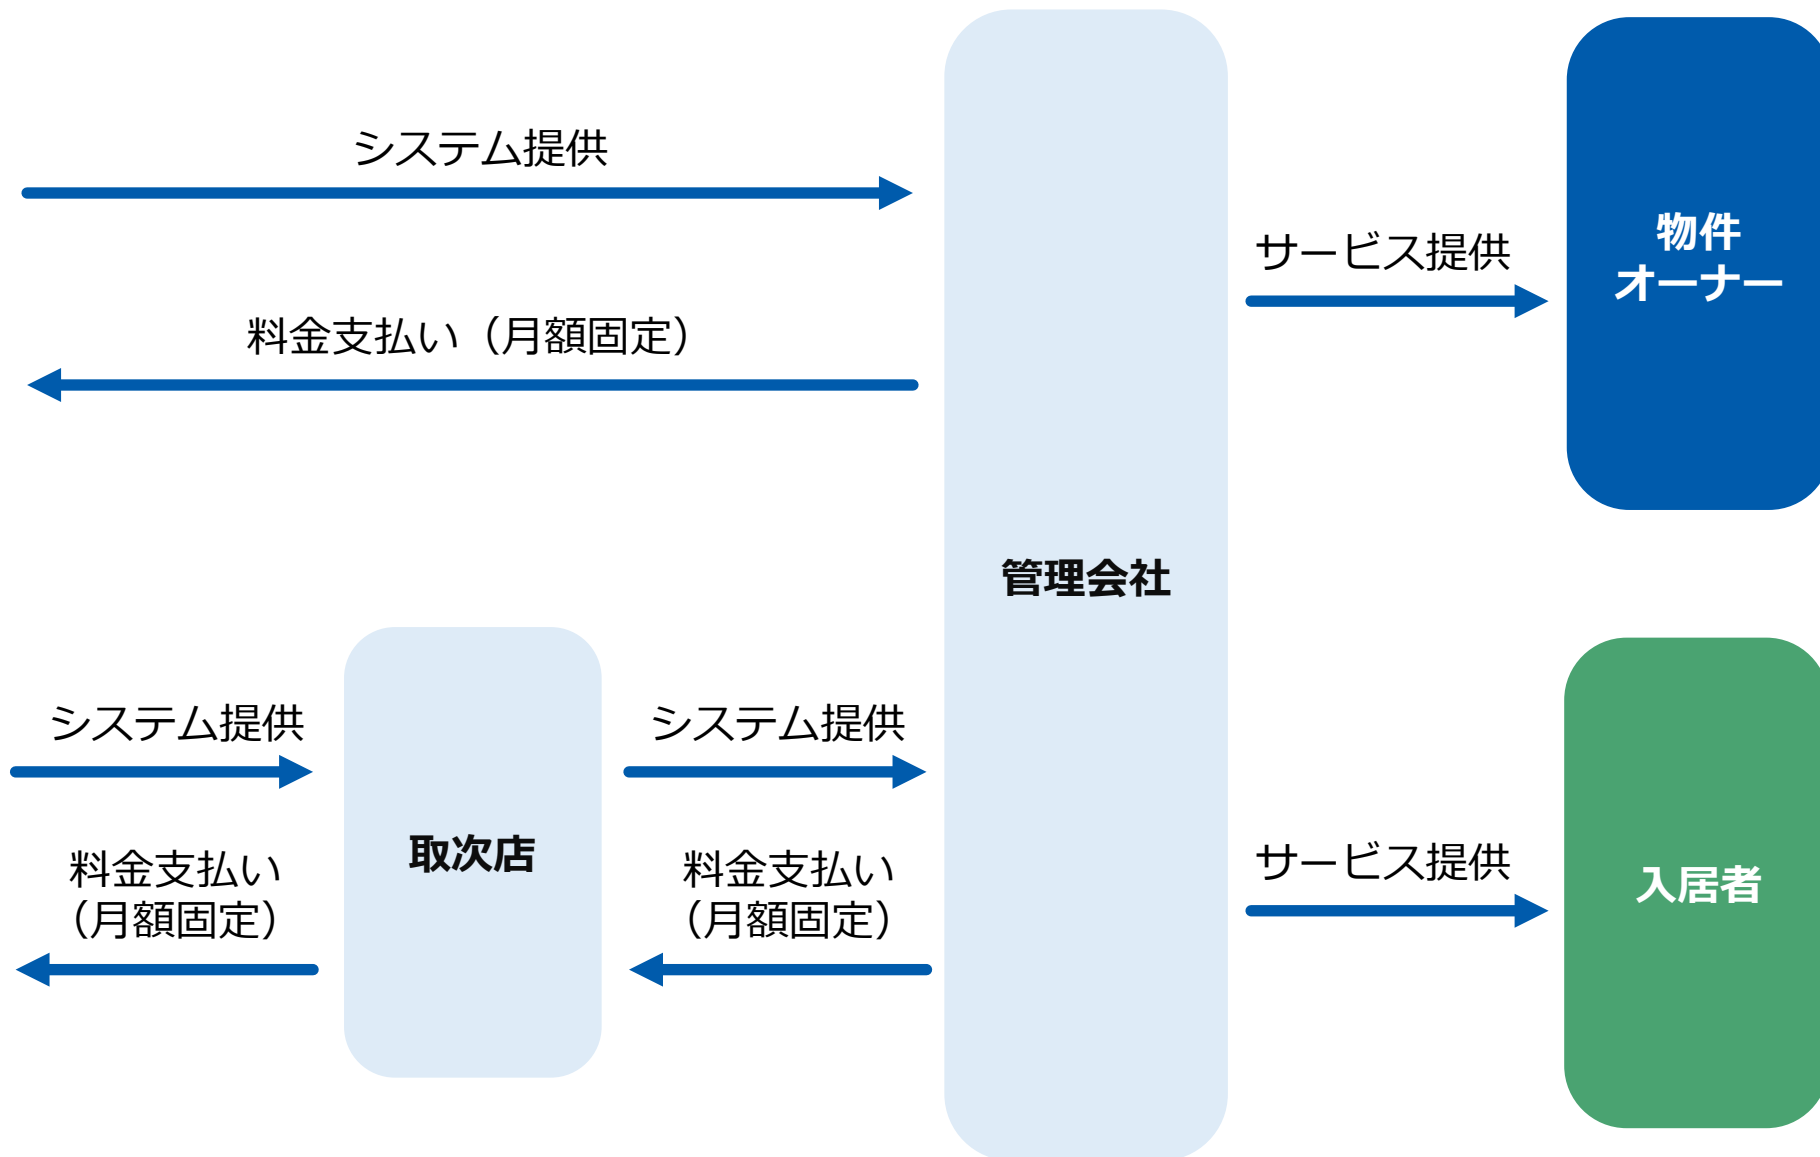 システム提供
料金支払い（月額固定）
システム提供
料金支払い
（月額固定）
取次店
システム提供
料金支払い
（月額固定）
管理会社
サービス提供
物件
オーナー
サービス提供
入居者